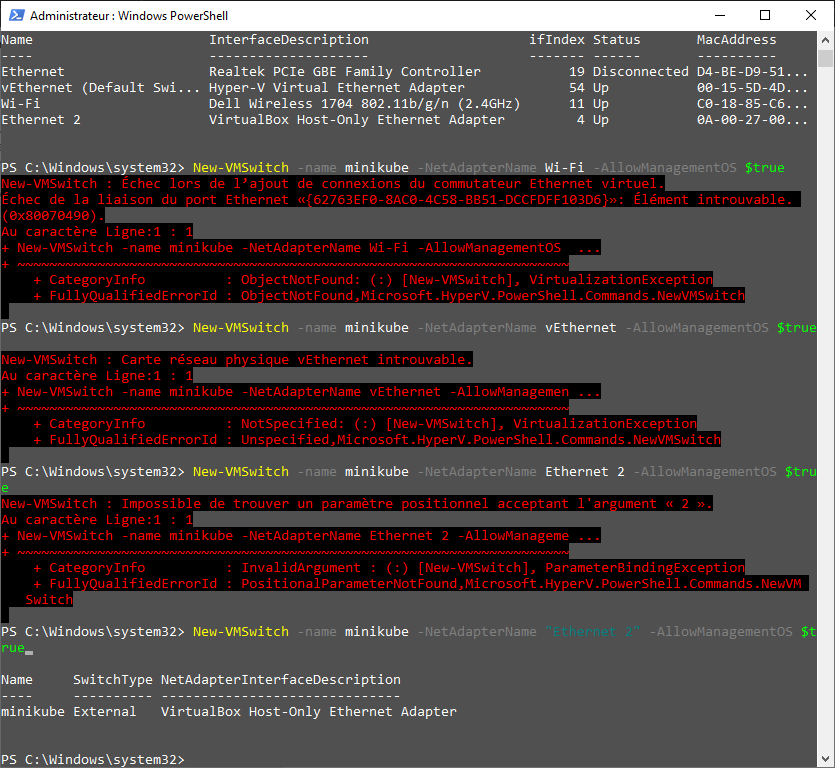 Administrateur : Windows PowerShell
Name InterfaceDescription ifIndex Status MacAddress
---- -------------------- ------- ------ ----------
Ethernet Realtek PCIe GBE Family Controller 19 Disconnected D4-BE-D9-51...
vEthernet (Default Swi... Hyper-V Virtual Ethernet Adapter 54 Up 00-15-5D-4D...
Wi-Fi Dell Wireless 1704 802.11b/g/n (2.4GHz) 11 Up C0-18-85-C6...
Ethernet 2 VirtualBox Host-Only Ethernet Adapter 4 Up 0A-00-27-00...
PS C:\Windows\system32> New-VMSwitch -name minikube -NetAdapterName Wi-Fi -AllowManagementOS $true
New-VMSwitch : Échec lors de l’ajout de connexions du commutateur Ethernet virtuel.
Échec de la liaison du port Ethernet «{62763EF0-8AC0-4C58-BB51-DCCFDFF103D6}»: Élément introuvable.
(0x80070490).
Au caractère Ligne:1 : 1
+ New-VMSwitch -name minikube -NetAdapterName Wi-Fi -AllowManagementOS ...
+ ~~~~~~~~~~~~~~~~~~~~~~~~~~~~~~~~~~~~~~~~~~~~~~~~~~~~~~~~~~~~~~~~~~~~~
+ CategoryInfo : ObjectNotFound: (:) [New-VMSwitch], VirtualizationException
+ FullyQualifiedErrorId : ObjectNotFound,Microsoft.HyperV.PowerShell.Commands.NewVMSwitch
PS C:\Windows\system32> New-VMSwitch -name minikube -NetAdapterName vEthernet -AllowManagementOS $true
New-VMSwitch : Carte réseau physique vEthernet introuvable.
Au caractère Ligne:1 : 1
+ New-VMSwitch -name minikube -NetAdapterName vEthernet -AllowManagemen ...
+ ~~~~~~~~~~~~~~~~~~~~~~~~~~~~~~~~~~~~~~~~~~~~~~~~~~~~~~~~~~~~~~~~~~~~~
+ CategoryInfo : NotSpecified: (:) [New-VMSwitch], VirtualizationException
+ FullyQualifiedErrorId : Unspecified,Microsoft.HyperV.PowerShell.Commands.NewVMSwitch
PS C:\Windows\system32> New-VMSwitch -name minikube -NetAdapterName Ethernet 2 -AllowManagementOS $tru
e
New-VMSwitch : Impossible de trouver un paramètre positionnel acceptant l'argument « 2 ».
Au caractère Ligne:1 : 1
+ New-VMSwitch -name minikube -NetAdapterName Ethernet 2 -AllowManageme ...
+ ~~~~~~~~~~~~~~~~~~~~~~~~~~~~~~~~~~~~~~~~~~~~~~~~~~~~~~~~~~~~~~~~~~~~~
+ CategoryInfo : InvalidArgument : (:) [New-VMSwitch], ParameterBindingException
+ FullyQualifiedErrorId : PositionalParameterNotFound,Microsoft.HyperV.PowerShell.Commands.NewVM
Switch
PS C:\Windows\system32> New-VMSwitch -name minikube -NetAdapterName "Ethernet 2" -AllowManagementOS $t
rue
Name SwitchType NetAdapterInterfaceDescription
---- ---------- ------------------------------
minikube External VirtualBox Host-Only Ethernet Adapter
PS C:\Windows\system32>